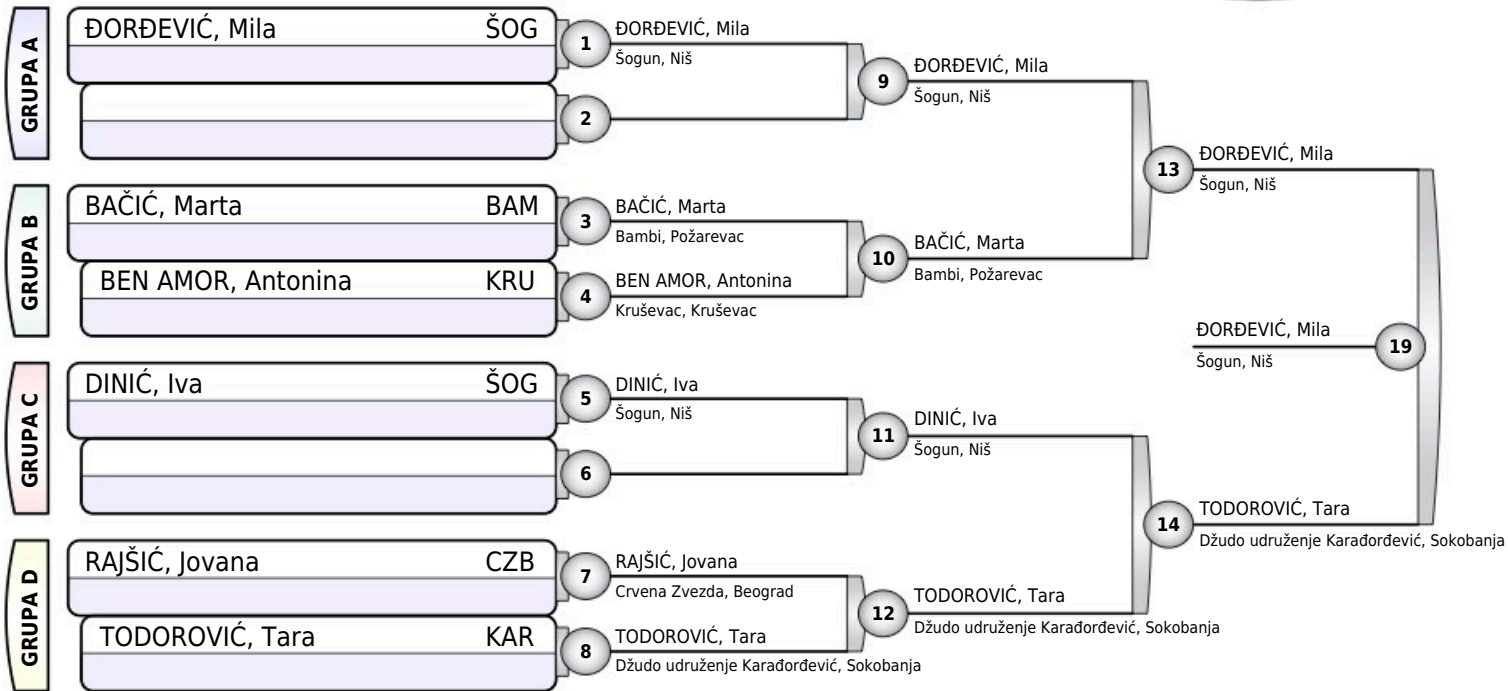 GRUPA A
ĐORĐEVIĆ, Mila ŠOG
1
ĐORĐEVIĆ, Mila
Šogun, Niš
2
9
ĐORĐEVIĆ, Mila
Šogun, Niš
GRUPA B
BAČIĆ, Marta BAM
3
BAČIĆ, Marta
Bambi, Požarevac
BEN AMOR, Antonina KRU
4
BEN AMOR, Antonina
Kruševac, Kruševac
10
BAČIĆ, Marta
Bambi, Požarevac
13
ĐORĐEVIĆ, Mila
Šogun, Niš
GRUPA C
DINIĆ, Iva ŠOG
5
DINIĆ, Iva
Šogun, Niš
6
11
DINIĆ, Iva
Šogun, Niš
GRUPA D
RAJŠIĆ, Jovana CZB
7
RAJŠIĆ, Jovana
Crvena Zvezda, Beograd
TODOROVIĆ, Tara KAR
8
TODOROVIĆ, Tara
Džudo udruženje Karađorđević, Sokobanja
12
TODOROVIĆ, Tara
Džudo udruženje Karađorđević, Sokobanja
14
TODOROVIĆ, Tara
Džudo udruženje Karađorđević, Sokobanja
ĐORĐEVIĆ, Mila
Šogun, Niš
19